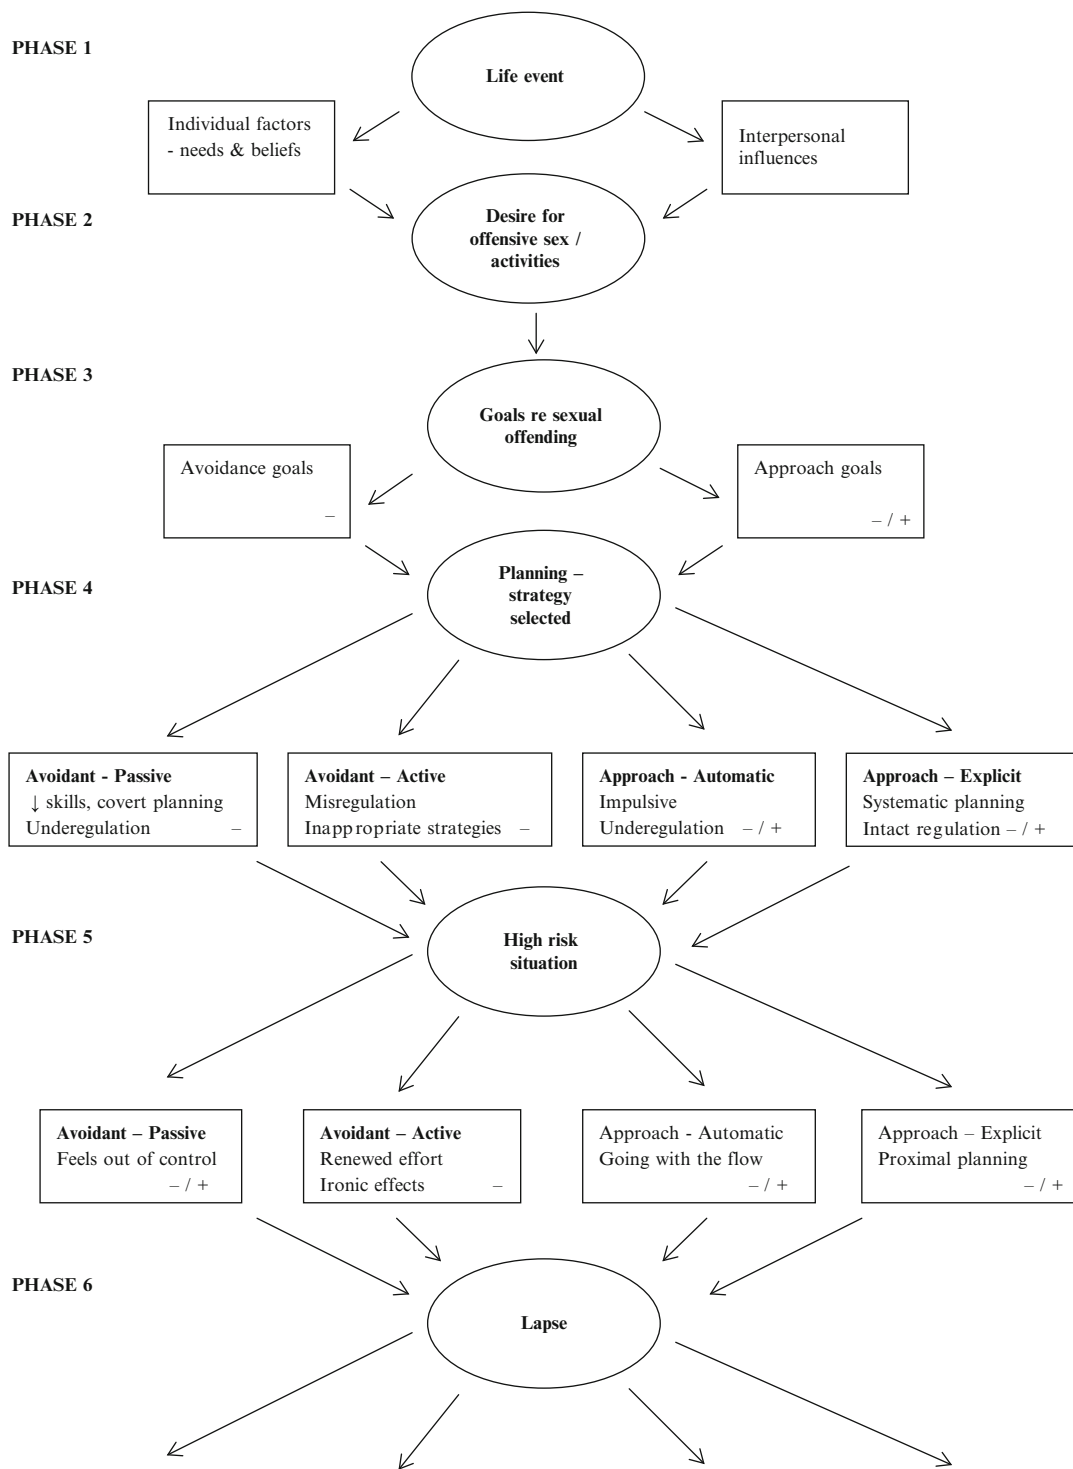 PHASE 1
Life event
Individual factors
- needs & beliefs
Interpersonal
influences
PHASE 2
Desire for
offensive sex /
activities
PHASE 3
Goals re sexual
offending
Avoidance goals
–
Approach goals
– / +
PHASE 4
Planning –
strategy
selected
Avoidant - Passive
↓ skills, covert planning
Underegulation –
Avoidant – Active
Misregulation
Inappropriate strategies –
Approach - Automatic
Impulsive
Underegulation – / +
Approach – Explicit
Systematic planning
Intact regulation – / +
PHASE 5
High risk
situation
Avoidant – Passive
Feels out of control
– / +
Avoidant – Active
Renewed effort
Ironic effects –
Approach - Automatic
Going with the flow
– / +
Approach – Explicit
Proximal planning
– / +
PHASE 6
Lapse